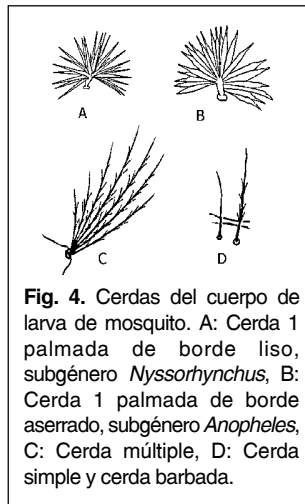 A
B
C
D
Fig. 4. Cerdas del cuerpo de
larva de mosquito. A: Cerda 1
palmada de borde liso,
subgénero Nyssorhynchus, B:
Cerda 1 palmada de borde
aserrado, subgénero Anopheles,
C: Cerda múltiple, D: Cerda
simple y cerda barbada.